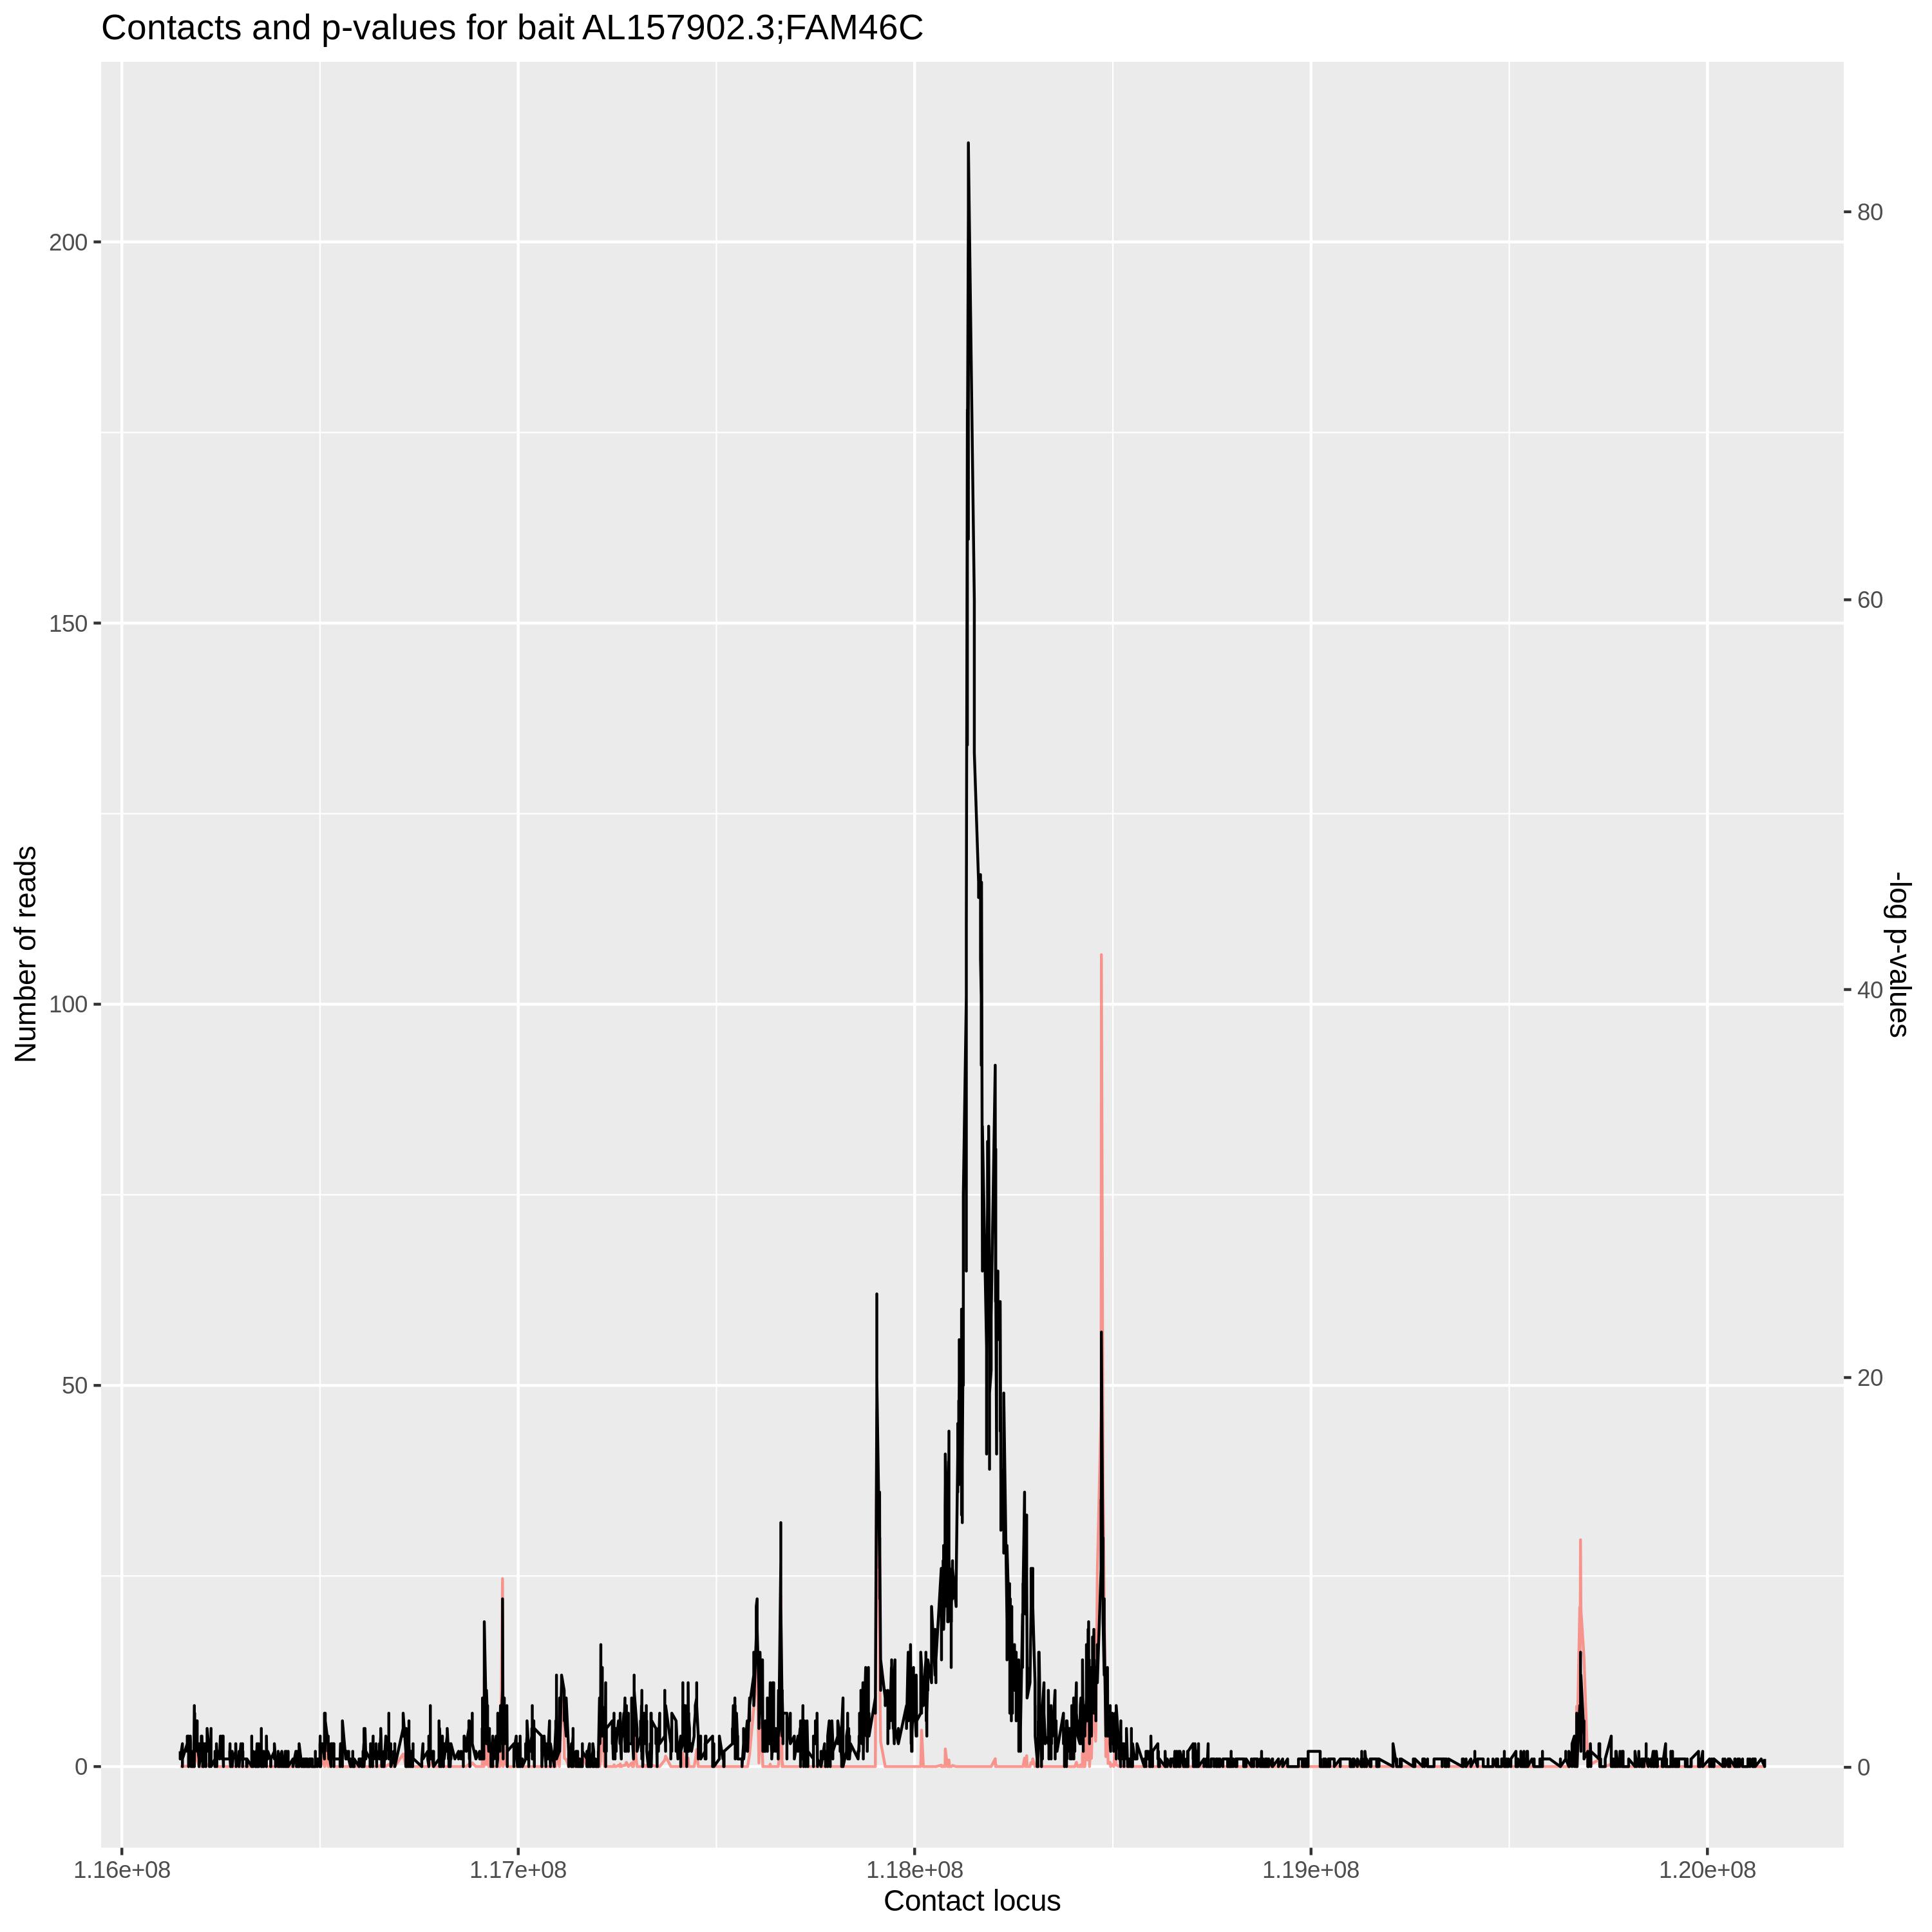 Contacts and p-values for bait AL157902.3;FAM46C
Number of reads
200
150
100
50
0
80
60
40
20
0
-log p-values
1.16e+08
1.17e+08
1.18e+08
1.19e+08
1.20e+08
Contact locus